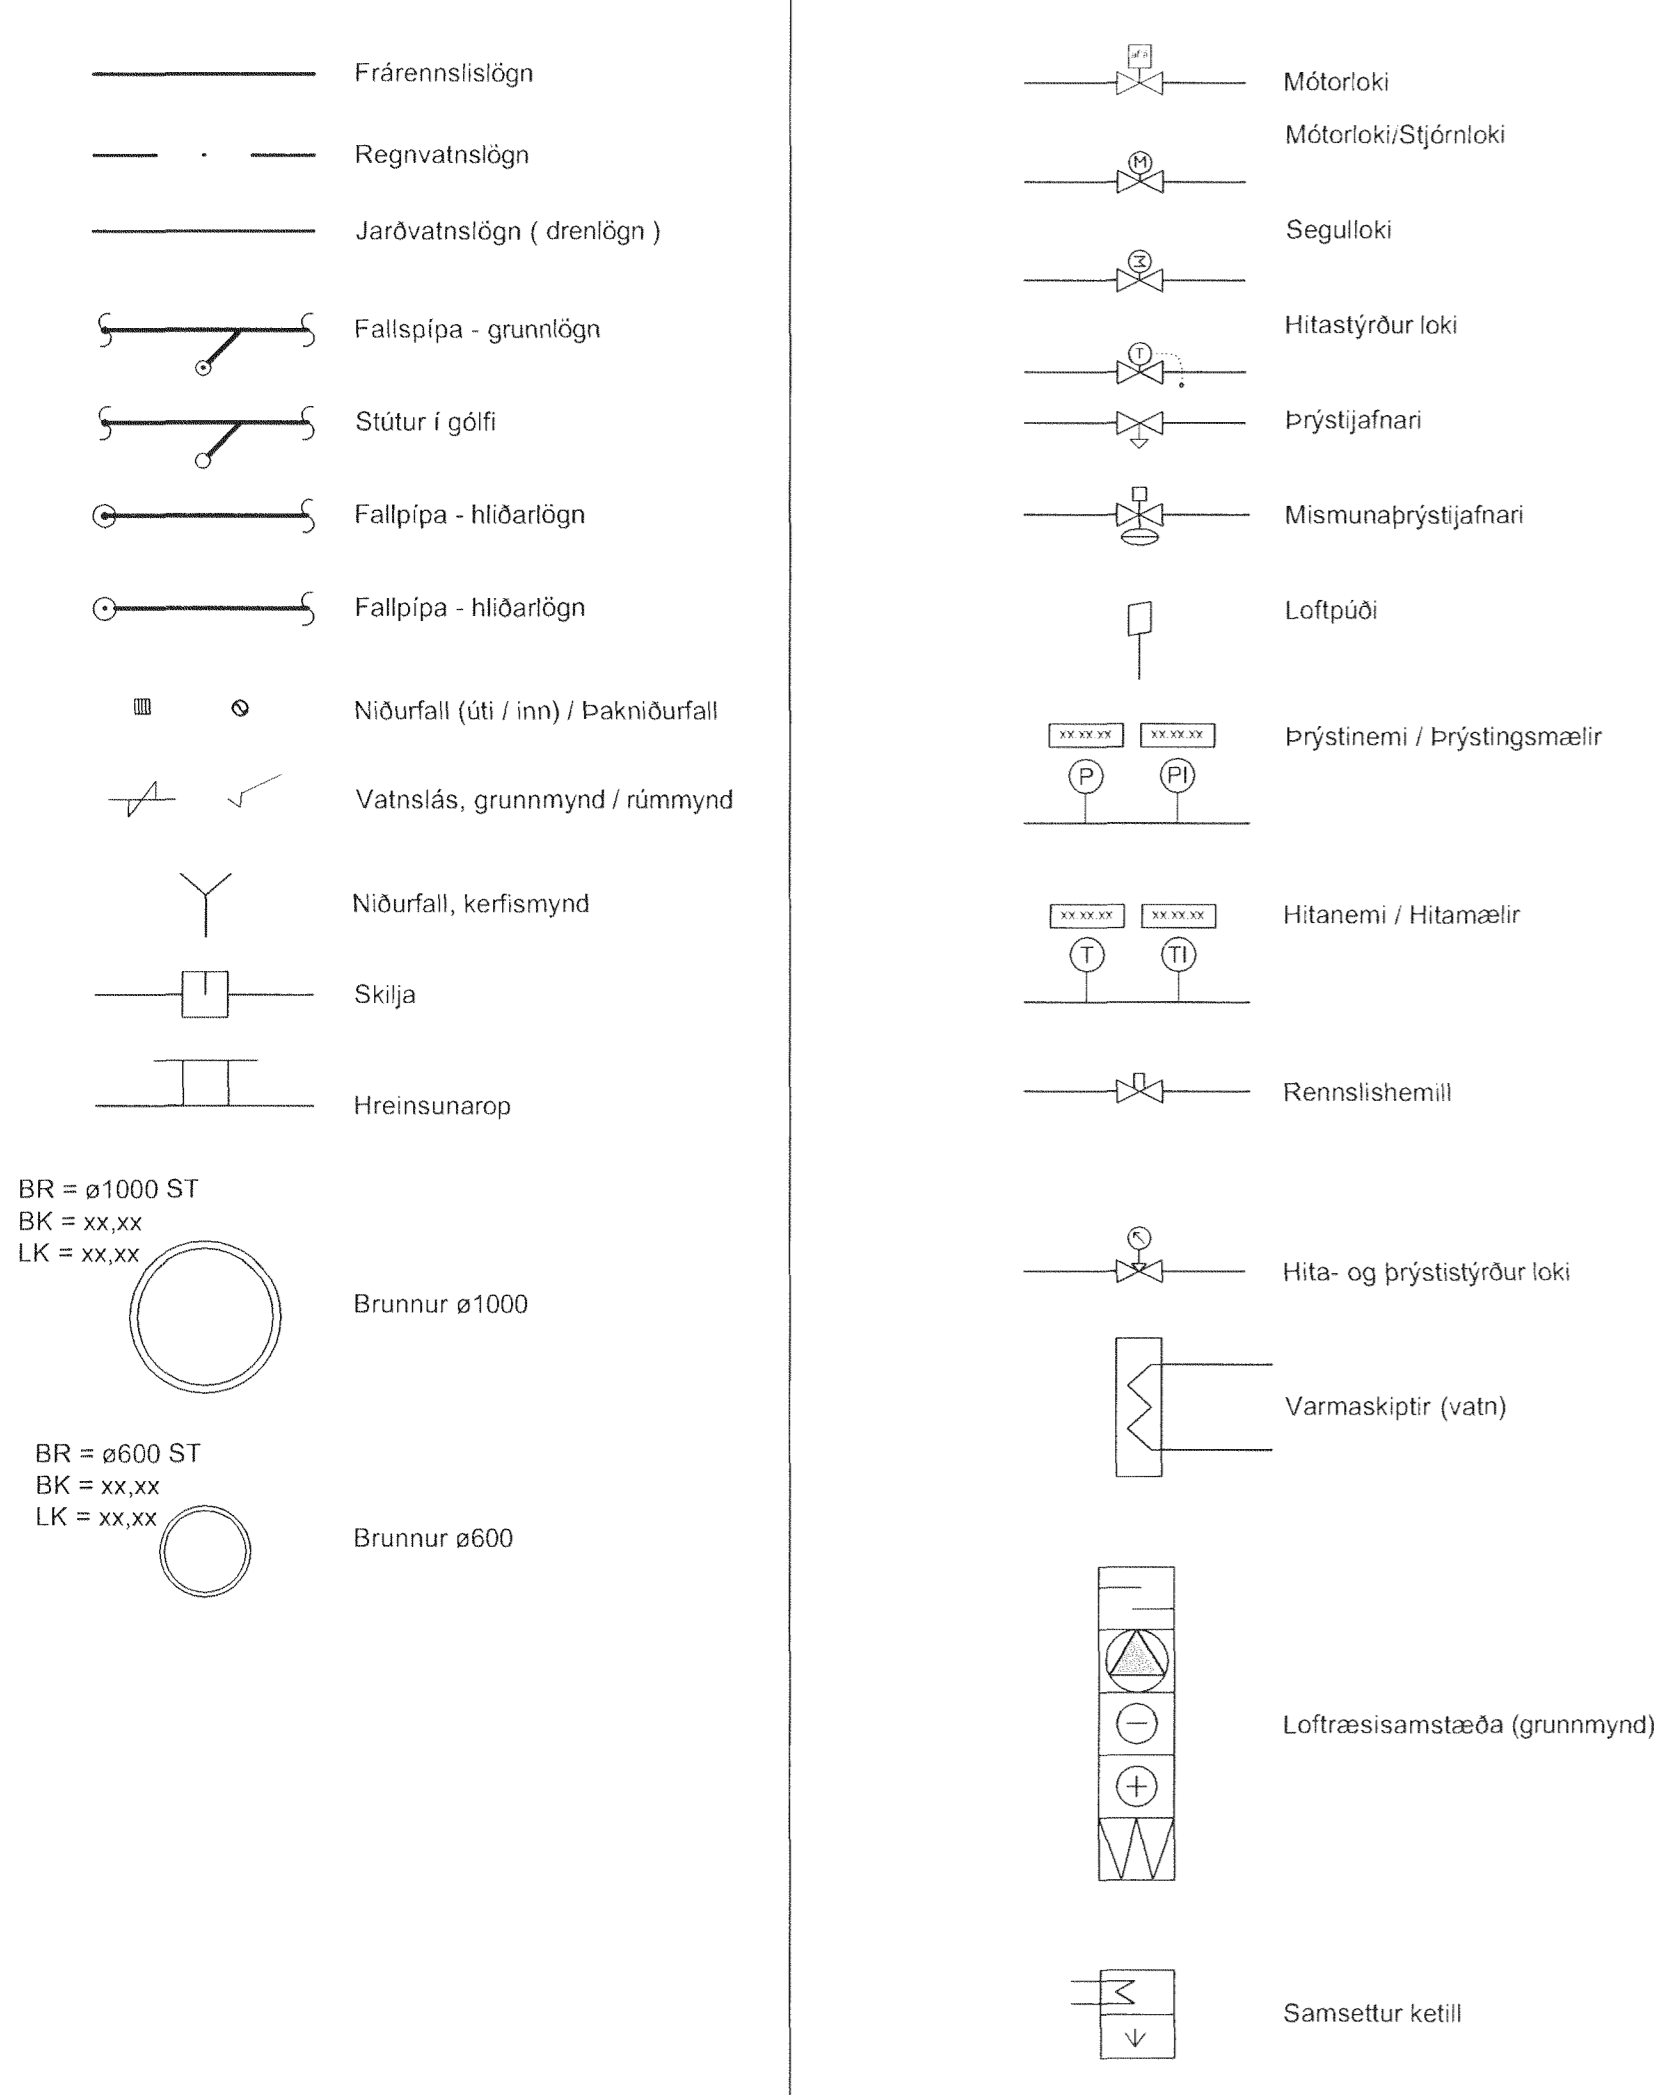 Frárennslislögn
Regnvatnslögn
Jarðvatnslögn ( drenlögn )
Fallspípa - grunnlögn
Stútur í gólfi
Fallpípa - hliðarlögn
Fallpípa - hliðarlögn
Niðurfall (úti / inn) / Þakniðurfall
Vatnslás, grunnmynd / rúmmynd
Niðurfall, kerfismynd
Skilja
Hreinsunarop
BR = ø1000 ST
BK = xx,xx
LK = xx,xx
Brunnur ø1000
BR = ø600 ST
BK = xx,xx
LK = xx,xx
Brunnur ø600
Mótorloki
Mótorloki/Stjórnloki
M
Segulloki
Hitastýrður loki
T
Þrýstijafnari
Mismunaþrýstijafnari
Loftpúði
xx.xx.xx xx.xx.xx
Þrýstinemi / Þrýstingsmælir
P PI
xx.xx.xx xx.xx.xx
Hitanemi / Hitamælir
T TI
Rennslishemill
Hita- og þrýstistýrður loki
Varmaskiptir (vatn)
Loftræsisamstæða (grunnmynd)
Samsettur ketill